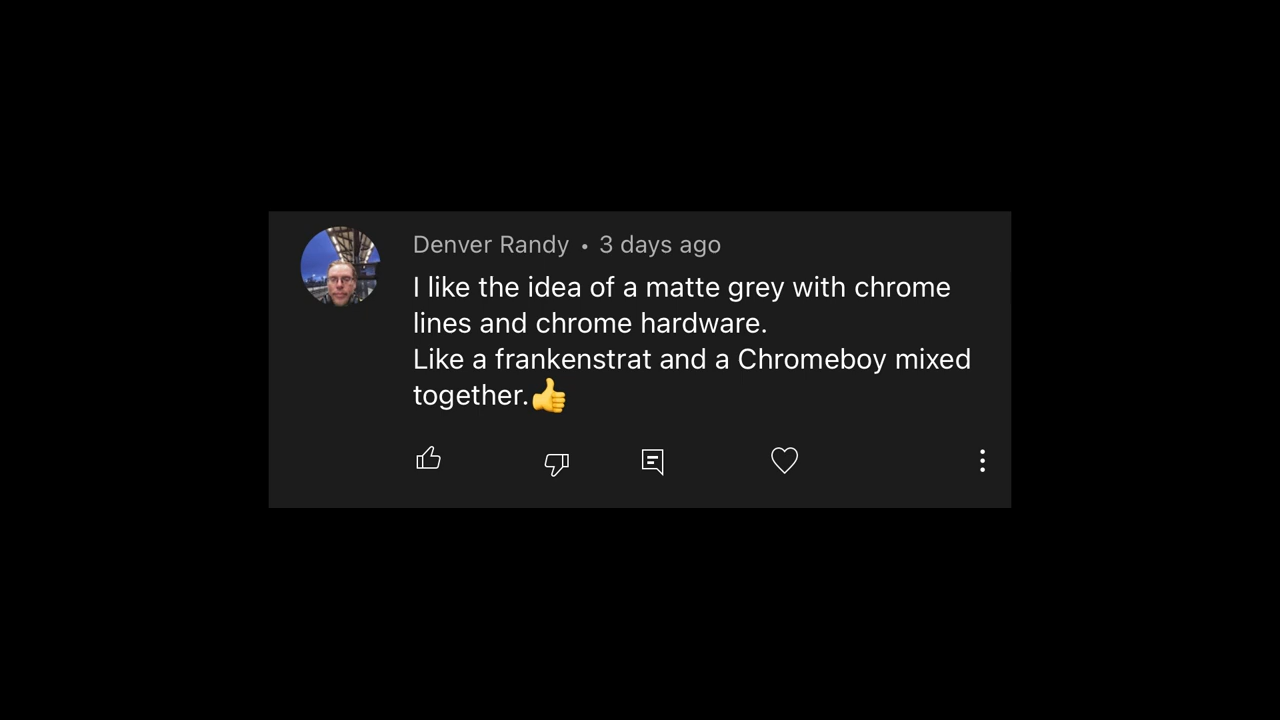 Denver Randy • 3 days ago
I like the idea of a matte grey with chrome
lines and chrome hardware.
Like a frankenstrat and a Chromeboy mixed
together.👍